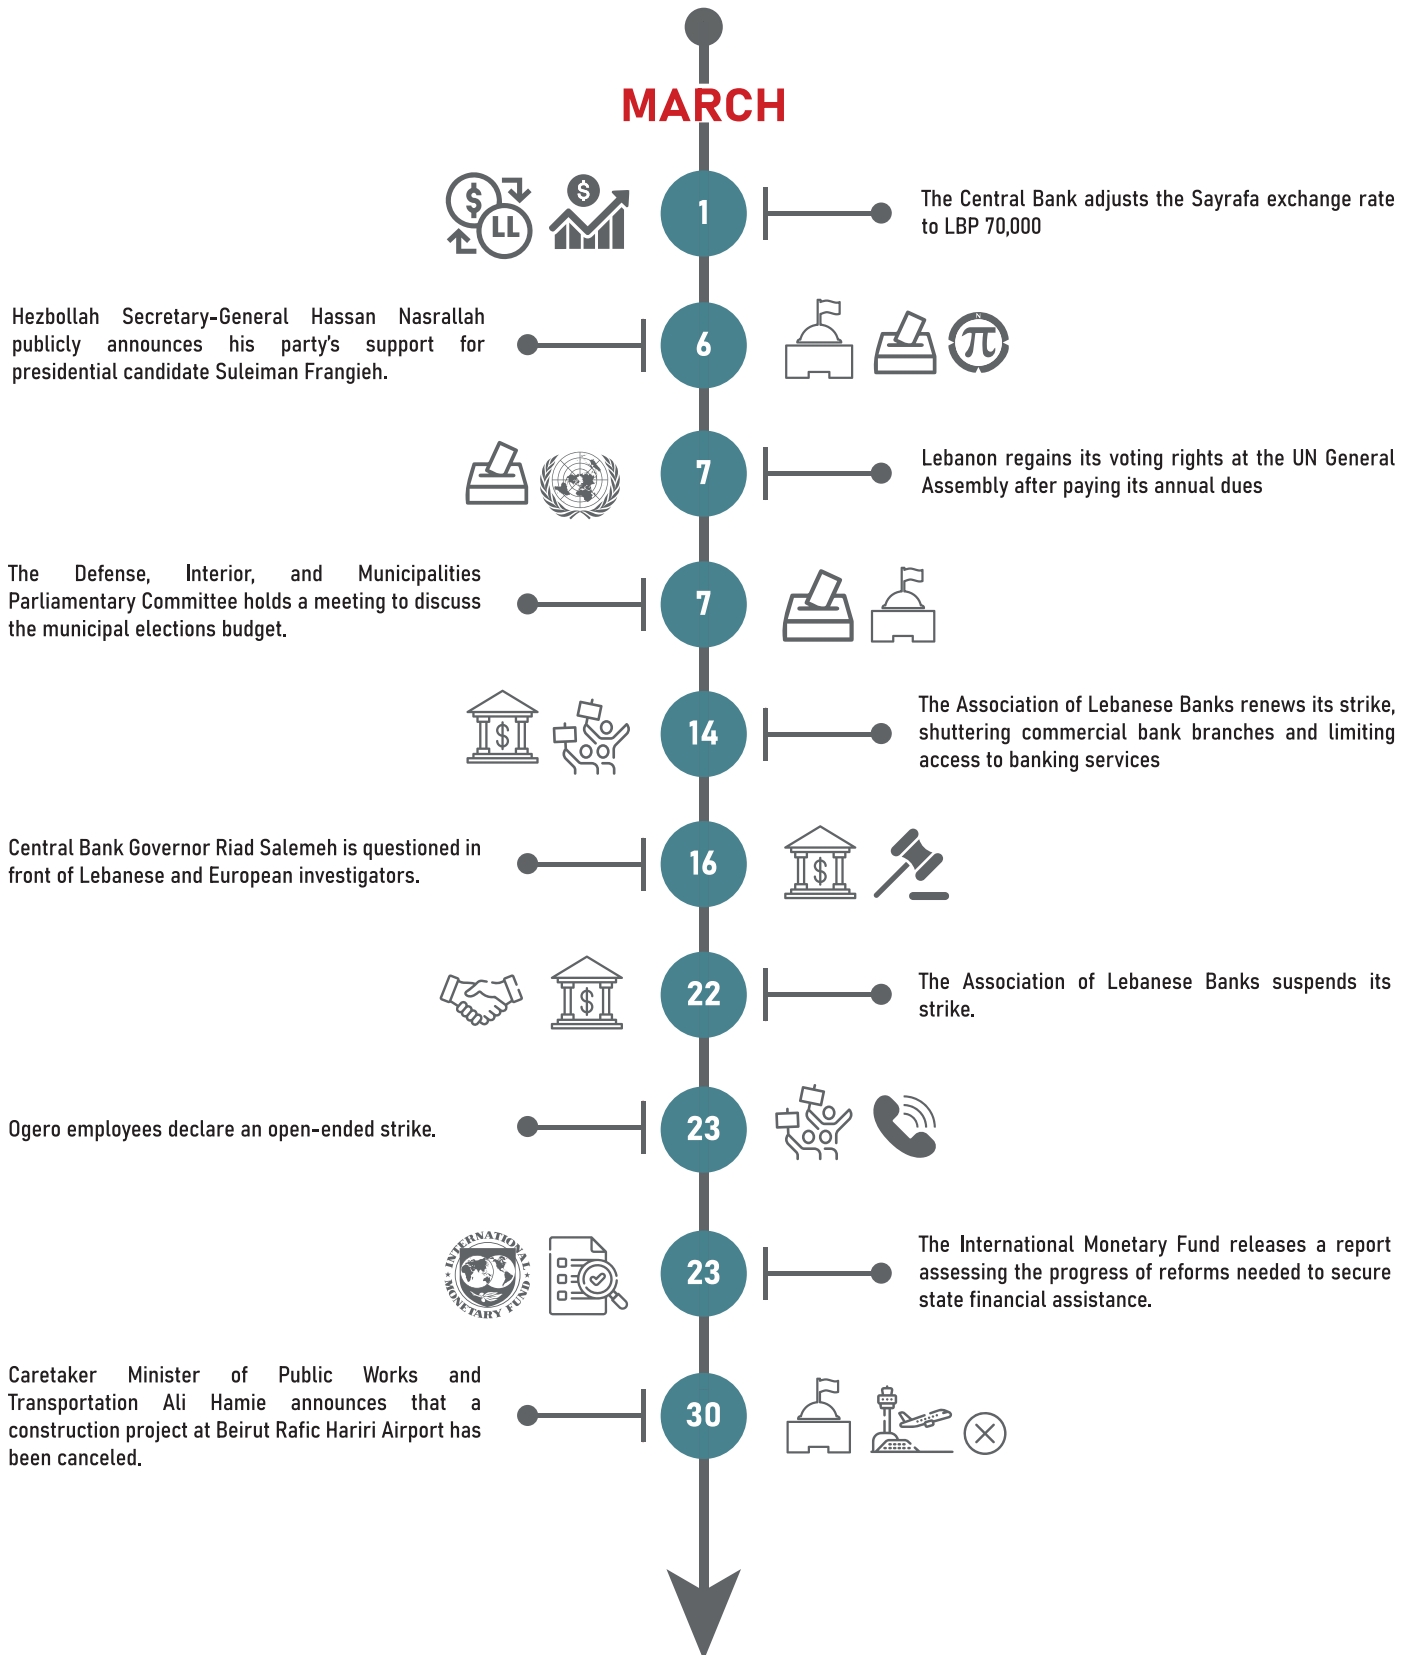 MARCH
$
LL
$
1
The Central Bank adjusts the Sayrafa exchange rate
to LBP 70,000
Hezbollah Secretary-General Hassan Nasrallah
publicly announces his party's support for
presidential candidate Suleiman Frangieh.
6
N
π
7
Lebanon regains its voting rights at the UN General
Assembly after paying its annual dues
The Defense, Interior, and Municipalities
Parliamentary Committee holds a meeting to discuss
the municipal elections budget.
7
$
14
The Association of Lebanese Banks renews its strike,
shuttering commercial bank branches and limiting
access to banking services
Central Bank Governor Riad Salemeh is questioned in
front of Lebanese and European investigators.
16
$
$
22
The Association of Lebanese Banks suspends its
strike.
Ogero employees declare an open-ended strike.
23
INTERNATIONAL
MONETARY FUND
23
The International Monetary Fund releases a report
assessing the progress of reforms needed to secure
state financial assistance.
Caretaker Minister of Public Works and
Transportation Ali Hamie announces that a
construction project at Beirut Rafic Hariri Airport has
been canceled.
30